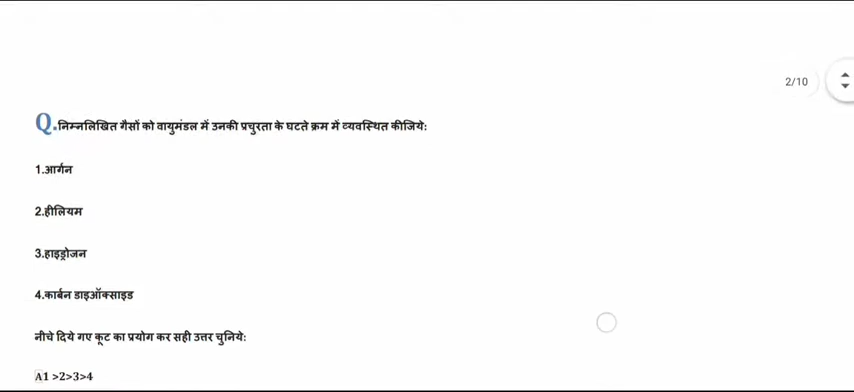 2/10
Q.निम्नलिखित गैसों को वायुमंडल में उनकी प्रचुरता के घटते क्रम में व्यवस्थित कीजिये:
1.आर्गन
2.हीलियम
3.हाइड्रोजन
4.कार्बन डाइऑक्साइड
नीचे दिये गए कूट का प्रयोग कर सही उत्तर चुनिये:
A1 >2>3>4